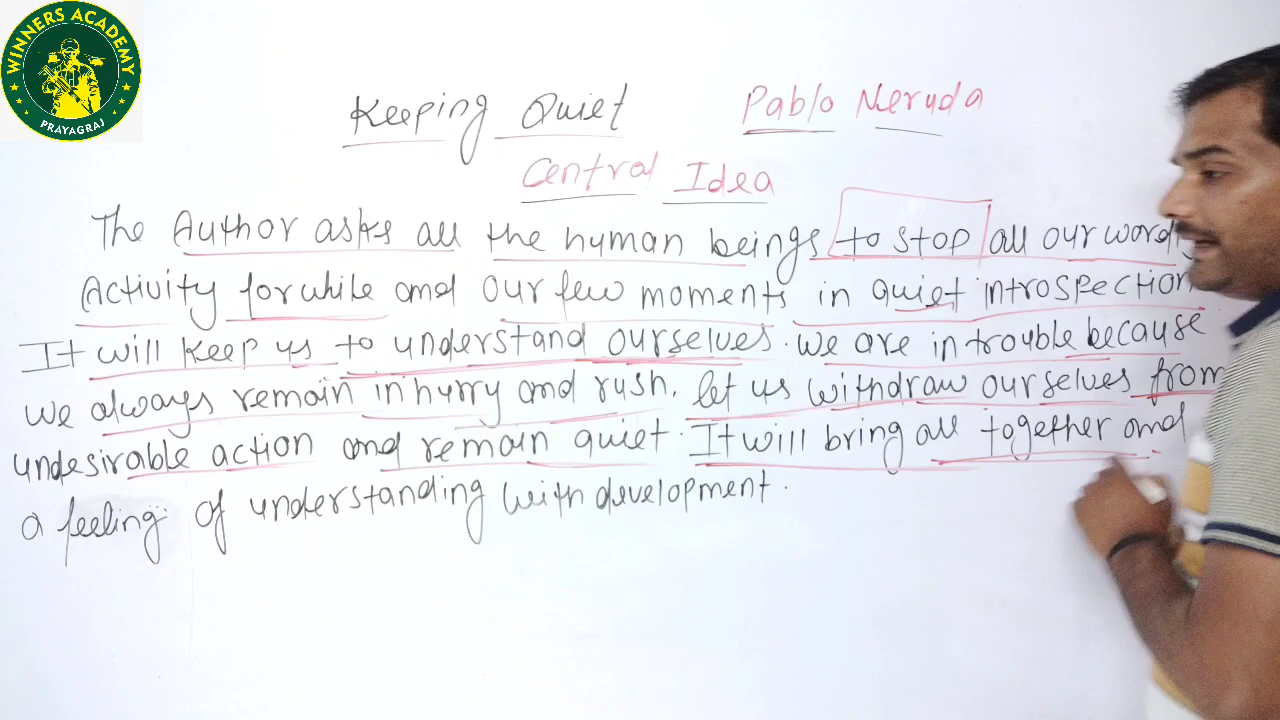 WINNERS ACADEMY
PRAYAGRAJ
Keeping Quiet Pablo Neruda
Central Idea
The Author asks all the human beings to stop all our
Activity for while and our few moments in quiet introspection
It will keep us to understand ourselves. We are in trouble because
we always remain in hurry and rush. let us withdraw ourselves from
undesirable action and remain quiet. It will bring all together and
a feeling of understanding with development.